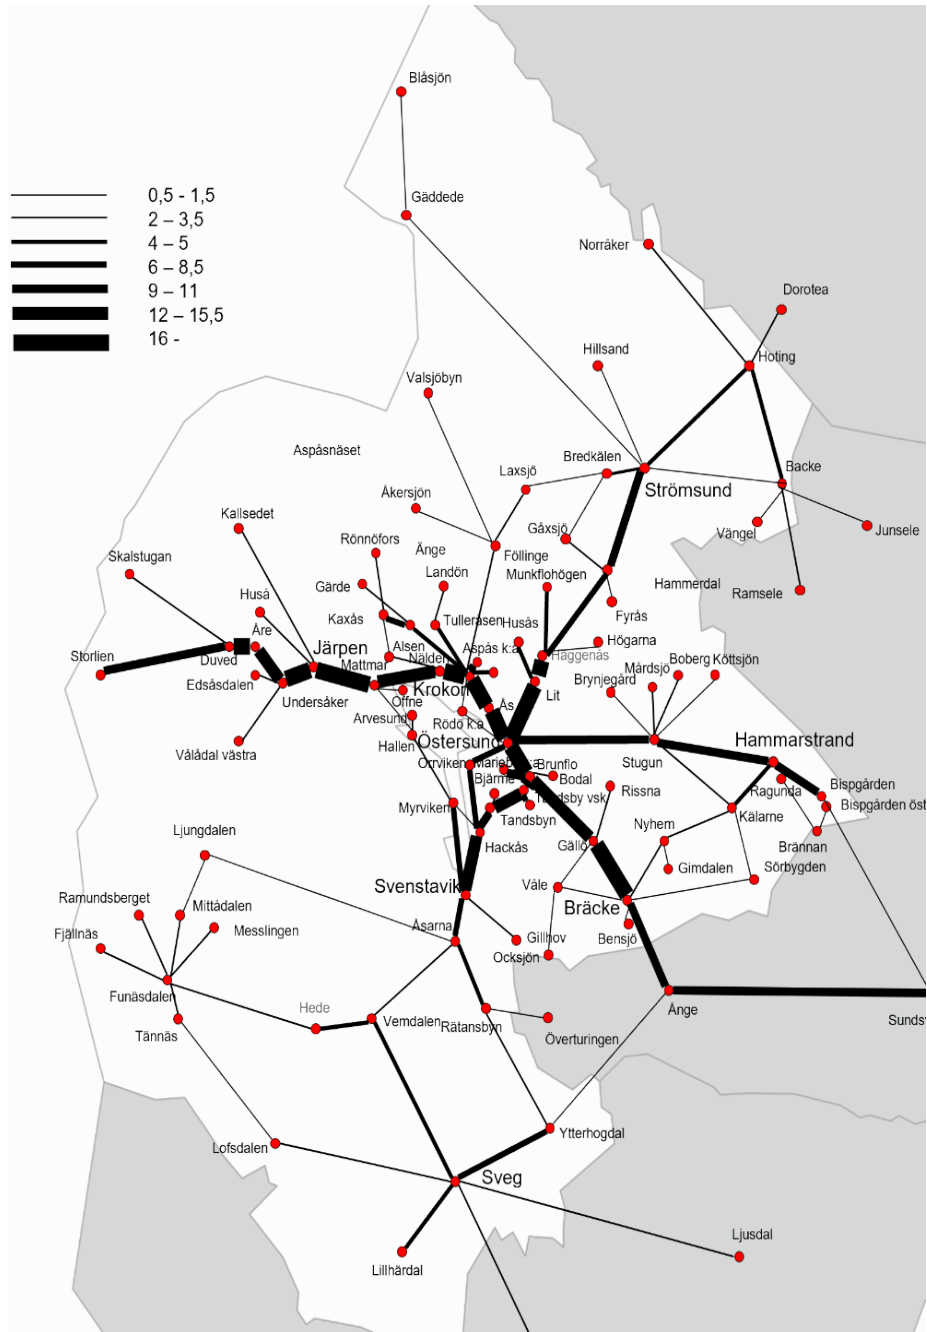 Blåsjön
0,5 - 1,5
Gäddede
2 – 3,5
4 – 5
Norråker
6 – 8,5
9 – 11
Dorotea
12 – 15,5
16 -
Hillsand
Hoting
Valsjöbyn
Aspåsnäset
Laxsjö
Bredkälen
Backe
Åkersjön
Strömsund
Kallsedet
Rönnöfors
Änge
Gåxsjö
Vängel
Junsele
Skalstugan
Föllinge
Landön
Munkflohögen
Hammerdal
Gärde
Ramsele
Huså
Kaxås
Tulleråsen
Husås
Fyrås
Åre
Järpen
Alsen
Högarna
Storlien
Duved
Mattmar
Nälden
Aspås k:a
Häggenås
Mårdsjö
Boberg
Köttsjön
Edsåsdalen
Krokom
Lit
Brynjegård
Undersåker
Offne
Ås
Arvesund
Rödö k:a
Vålådal västra
Hallen
Östersund
Stugun
Hammarstrand
Orrviken
Marieby k:a
Brunflo
Bjärme
Bodal
Rissna
Ragunda
Bispgården
Myrviken
Tandsby vsk
Bispgården öst
Tandsbyn
Kälarne
Ljungdalen
Nyhem
Hackås
Gällö
Brännan
Gimdalen
Sörbygden
Svenstavik
Våle
Ramundsberget
Mittådalen
Bräcke
Messlingen
Åsarna
Fjällnäs
Gillhov
Bensjö
Ocksjön
Funäsdalen
Hede
Ånge
Tännäs
Vemdalen
Rätansbyn
Sundsv
Överturingen
Ytterhogdal
Lofsdalen
Sveg
Ljusdal
Lillhärdal